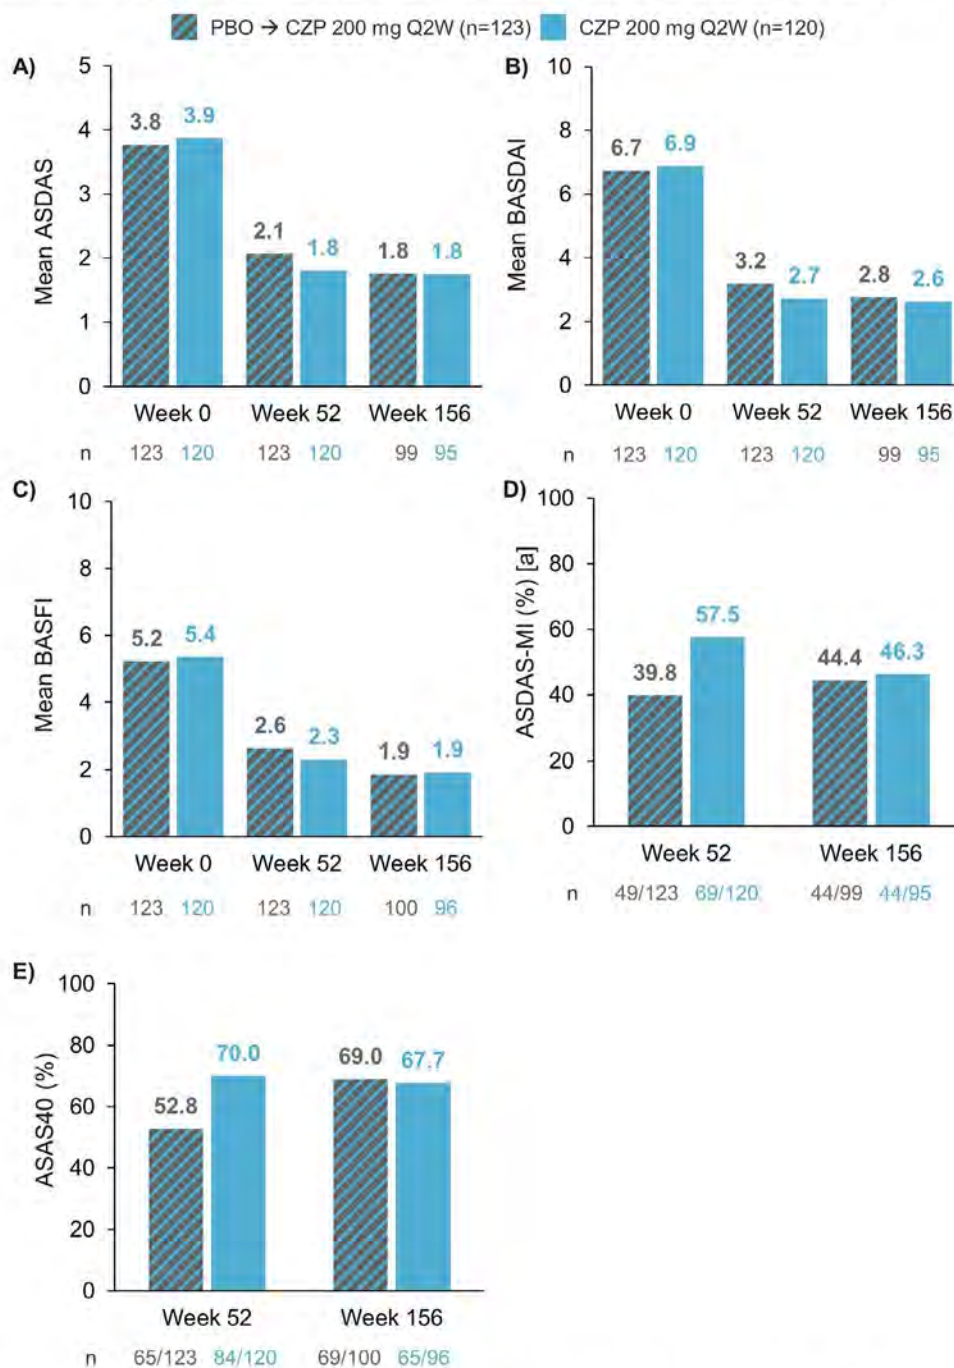 PBO → CZP 200 mg Q2W (n=123) CZP 200 mg Q2W (n=120)
A)
Mean ASDAS
5
4
3
2
1
0
3.8 3.9
2.1 1.8
1.8 1.8
Week 0 Week 52 Week 156
n 123 120 123 120 99 95
B)
Mean BASDAI
10
8
6
4
2
0
6.7 6.9
3.2 2.7
2.8 2.6
Week 0 Week 52 Week 156
n 123 120 123 120 99 95
C)
Mean BASFI
10
8
6
4
2
0
5.2 5.4
2.6 2.3
1.9 1.9
Week 0 Week 52 Week 156
n 123 120 123 120 100 96
D)
ASDAS-MI (%) [a]
100
80
60
40
20
0
39.8 57.5
44.4 46.3
Week 52 Week 156
n 49/123 69/120 44/99 44/95
E)
ASAS40 (%)
100
80
60
40
20
0
52.8 70.0
69.0 67.7
Week 52 Week 156
n 65/123 84/120 69/100 65/96